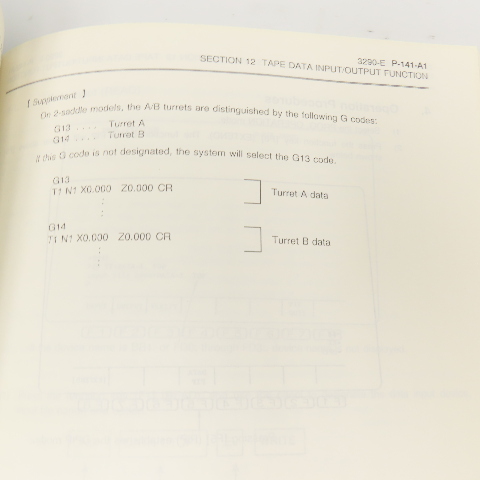 3290-E P-141-A1
SECTION 12 TAPE DATA INPUT/OUTPUT FUNCTION
[ Supplement ]
On 2-saddle models, the A/B turrets are distinguished by the following G codes:
G13 .... Turret A
G14 .... Turret B
If this G code is not designated, the system will select the G13 code.
G13
T1 N1 X0.000 Z0.000 CR
Turret A data
G14
T1 N1 X0.000 Z0.000 CR
Turret B data